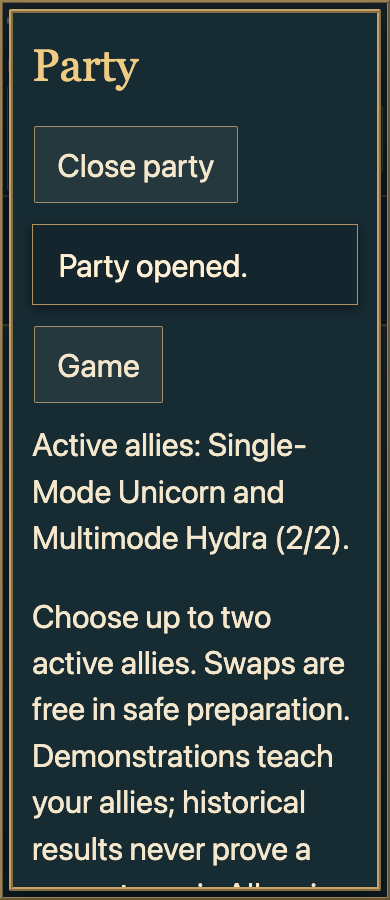 Party
Close party
Party opened.
Game
Active allies: Single-
Mode Unicorn and
Multimode Hydra (2/2).
Choose up to two
active allies. Swaps are
free in safe preparation.
Demonstrations teach
your allies; historical
results never prove a